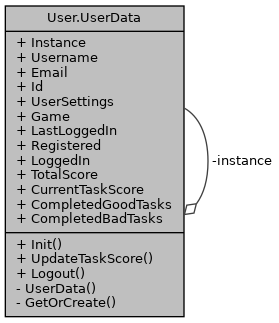 User.UserData
+ Instance
+ Username
+ Email
+ Id
+ UserSettings
+ Game
+ LastLoggedIn
+ Registered
+ LoggedIn
+ TotalScore
+ CurrentTaskScore
+ CompletedGoodTasks
+ CompletedBadTasks
+ Init()
+ UpdateTaskScore()
+ Logout()
- UserData()
- GetOrCreate()
-instance